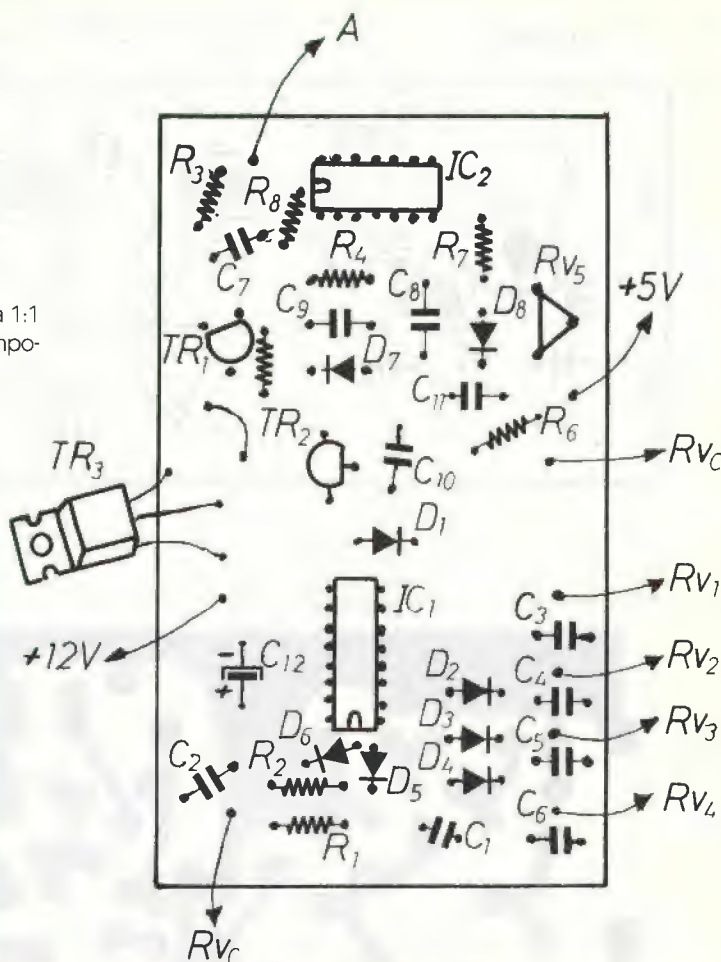 A
R3
R8
IC2
C7
R4
R7
Rv5
C9
C8
D8
+5V
a 1:1
mpo-
TR1
D7
C11
TR2
R6
TR3
C10
Rvc
D1
IC1
Rv1
C3
+12V
-
C12
+
D2
C4
Rv2
D6
D3
C5
Rv3
C2
R2
D5
D4
C6
Rv4
R1
C1
Rvc